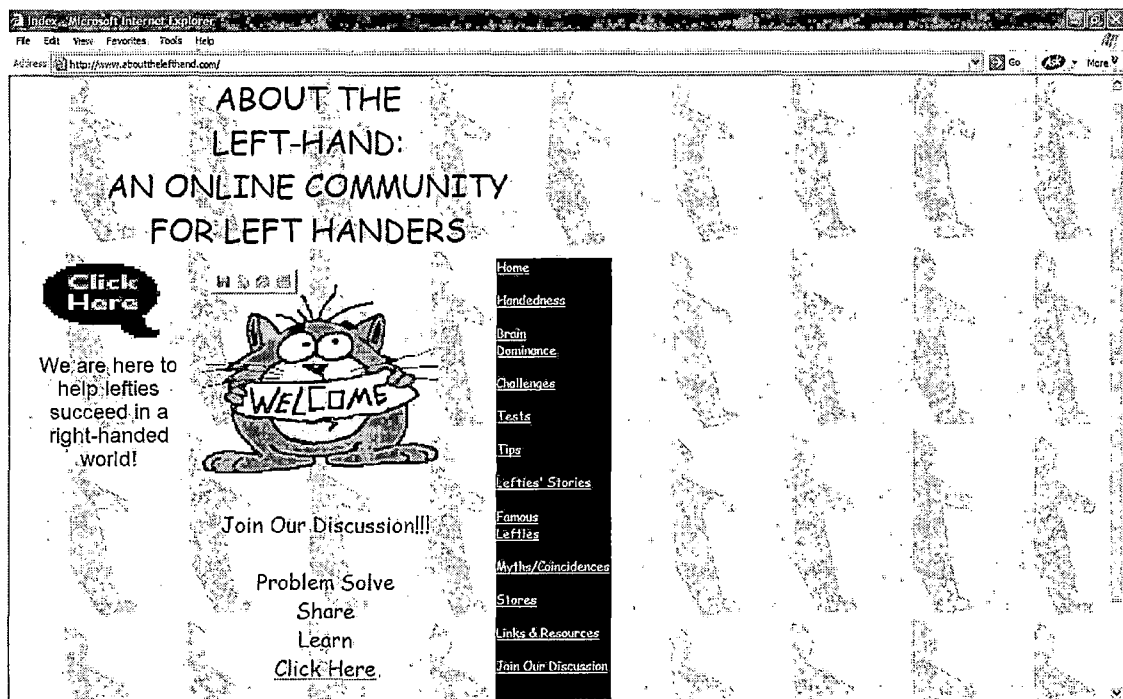 Index - Microsoft Internet Explorer
File Edit View Favorites Tools Help
Address http://www.aboutthelefthand.com/ Go Ask More
ABOUT THE
LEFT-HAND:
AN ONLINE COMMUNITY
FOR LEFT HANDERS
Click
Here
We are here to
help lefties
succeed in a
right-handed
world!
WELCOME
Join Our Discussion!!!
Problem Solve
Share
Learn
Click Here
Home
Handedness
Brain
Dominance
Challenges
Tests
Tips
Lefties' Stories
Famous
Lefties
Myths/Coincidences
Stores
Links & Resources
Join Our Discussion